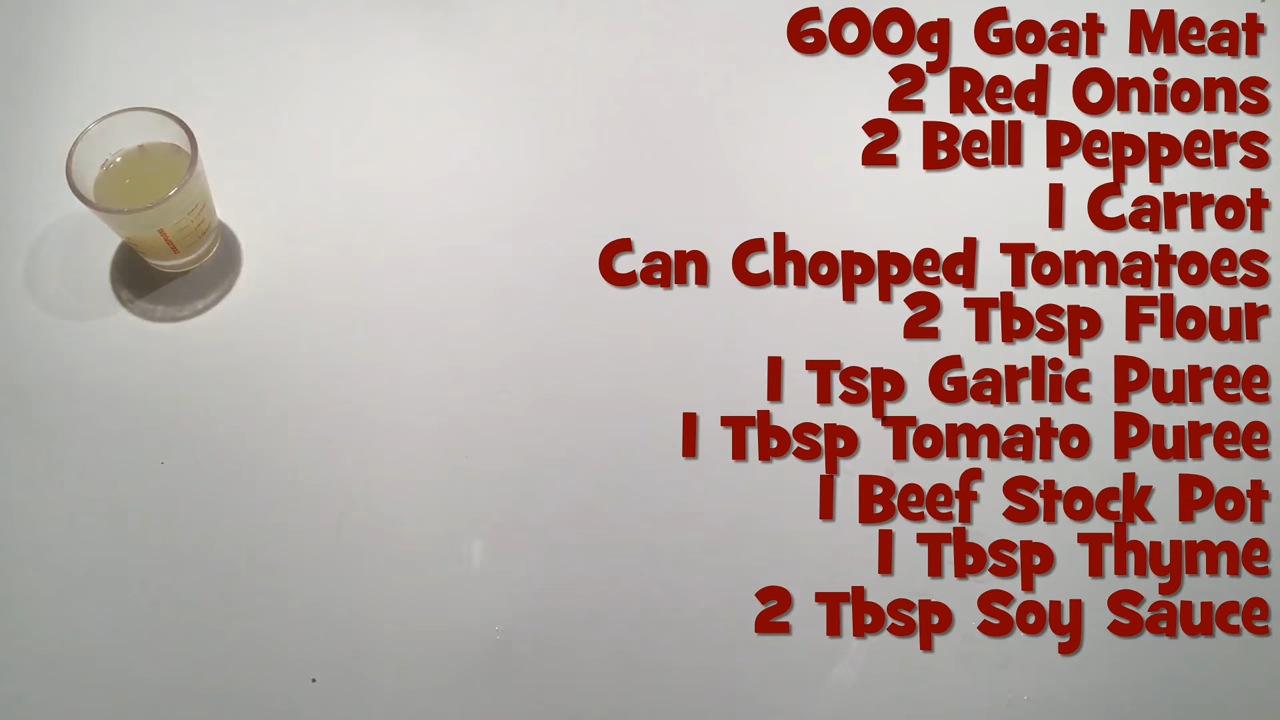 600g Goat Meat
2 Red Onions
2 Bell Peppers
1 Carrot
Can Chopped Tomatoes
2 Tbsp Flour
1 Tsp Garlic Puree
1 Tbsp Tomato Puree
1 Beef Stock Pot
1 Tbsp Thyme
2 Tbsp Soy Sauce